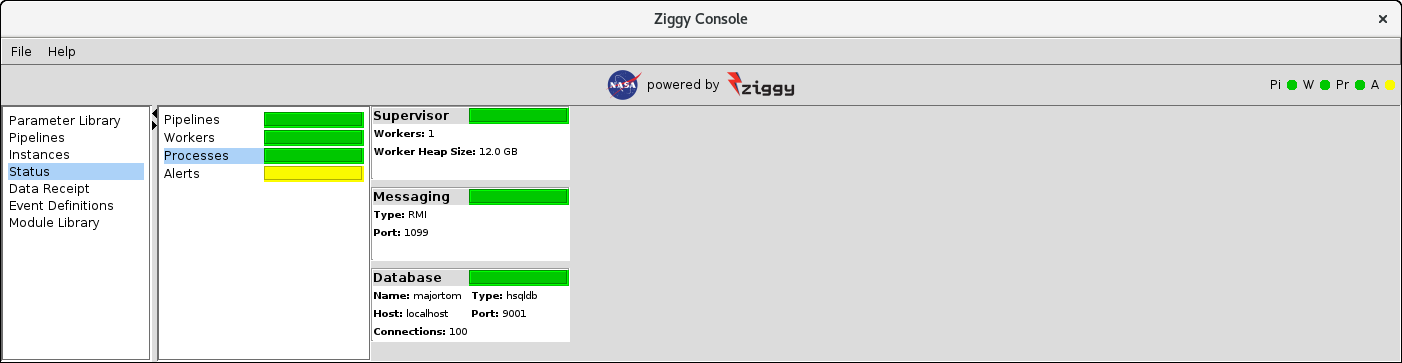 Ziggy Console
File Help
NASA powered by ziggy
Pi W Pr A
Parameter Library
Pipelines
Instances
Status
Data Receipt
Event Definitions
Module Library
Pipelines
Workers
Processes
Alerts
Supervisor
Workers: 1
Worker Heap Size: 12.0 GB
Messaging
Type: RMI
Port: 1099
Database
Name: majortom Type: hsqldb
Host: localhost Port: 9001
Connections: 100